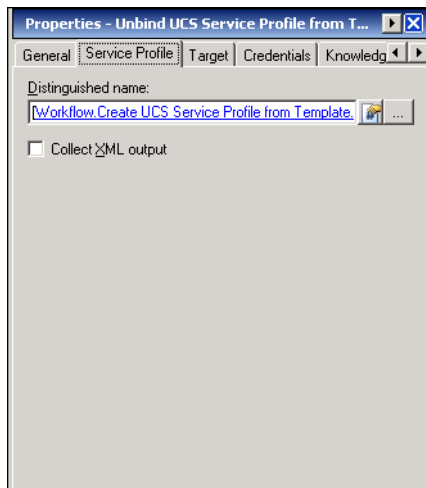 Properties - Unbind UCS Service Profile from T...
General Service Profile Target Credentials Knowledg
Distinguished name:
[Workflow.Create UCS Service Profile from Template. ...
Collect XML output